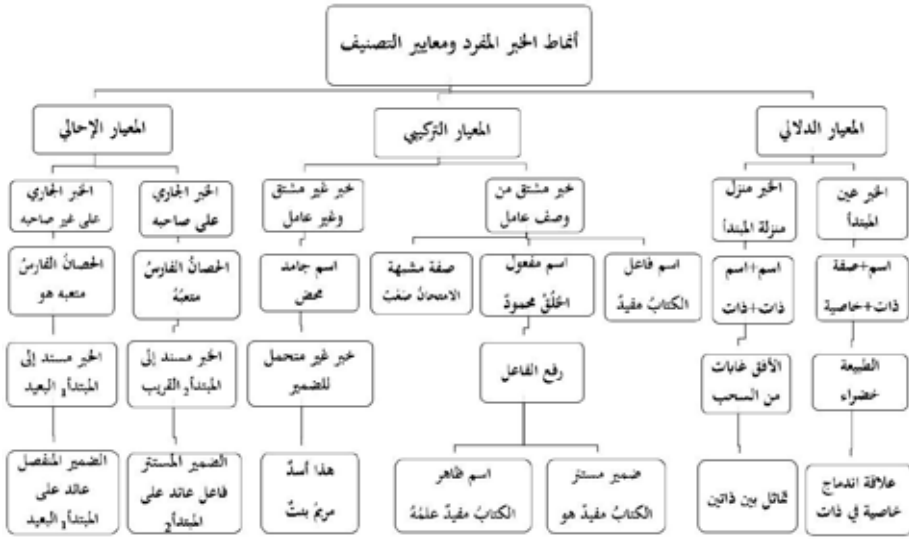 أنماط الخبر المفرد ومعايير التصنيف
المعيار الدلالي
المعيار التركيبي
المعيار الإحالي
الخبر عين
المبتدأ
الخبر منزل
منزلة المبتدأ
خبر مشتق من
وصف عامل
خبر غير مشتق
وغير عامل
الخبر الجاري
على صاحبه
الخبر الجاري
على غير صاحبه
اسم+صفة
ذات+خاصية
اسم+اسم
ذات+ذات
اسم فاعل
الكتابُ مفيدٌ
اسم مفعول
الخلُقُ محمودٌ
صفة مشبهة
الامتحانُ صَعْبٌ
اسم جامد
محض
الحصانُ الفارسُ
متعبُهُ
الحصانُ الفارسُ
متعبه هو
الطبيعة
خضراء
الأفق غابات
من السحب
رفع الفاعل
خبر غير متحمل
للضمير
الخبر مسند إلى
المبتدأ2 القريب
الخبر مسند إلى
المبتدأ1 البعيد
علاقة اندماج
خاصية في ذات
تماثل بين ذاتين
ضمير مستتر
الكتابُ مفيدٌ هو
اسم ظاهر
الكتابُ مفيدٌ علمُهُ
هذا أسدٌ
مريمُ بنتٌ
الضمير المستتر
فاعل عائد على
المبتدأ2
الضمير المنفصل
عائد على
المبتدأ1 البعيد